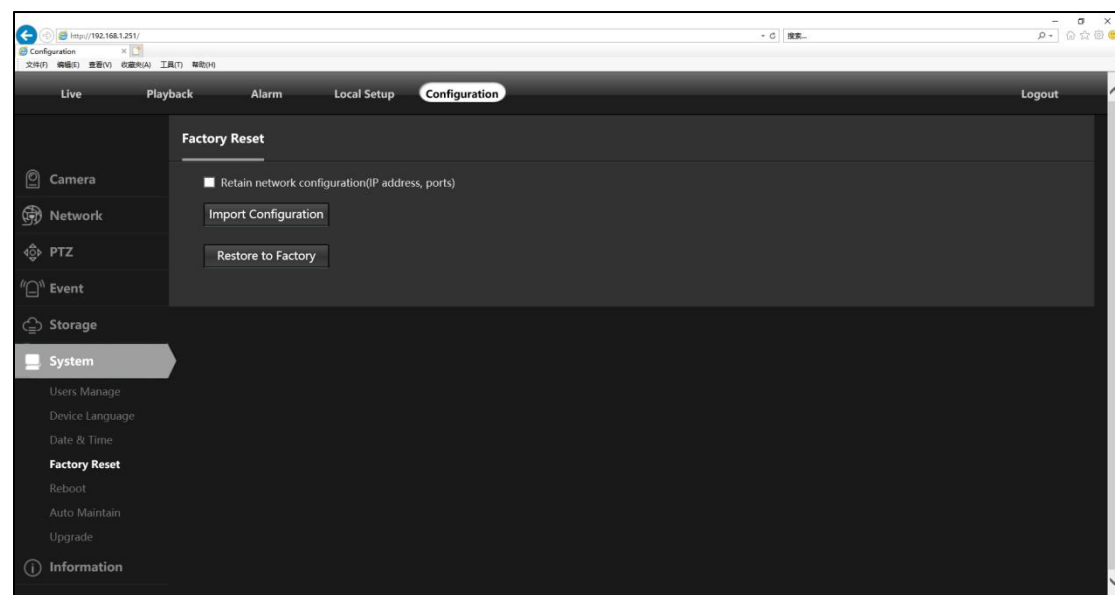 http://192.168.1.251/
搜索...
Configuration
文件(F) 编辑(E) 查看(V) 收藏夹(A) 工具(T) 帮助(H)
Live Playback Alarm Local Setup Configuration Logout
Factory Reset
Camera
Retain network configuration(IP address, ports)
Network
Import Configuration
PTZ
Restore to Factory
Event
Storage
System
Users Manage
Device Language
Date & Time
Factory Reset
Reboot
Auto Maintain
Upgrade
Information